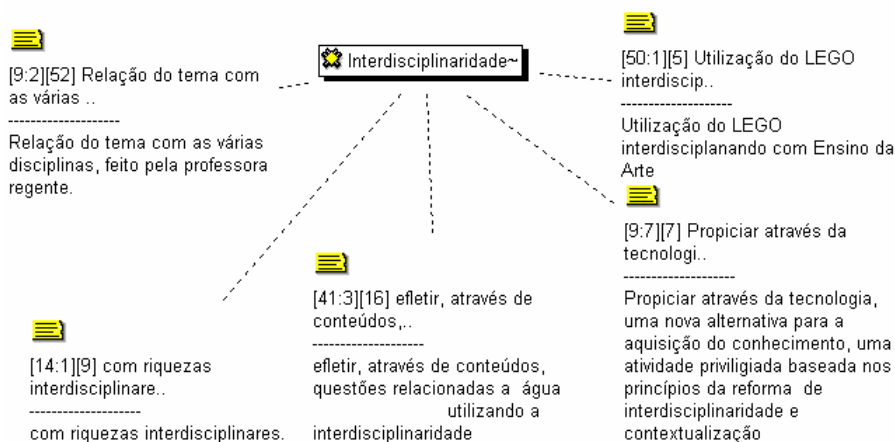 Interdisciplinaridade~
[9:2][52] Relação do tema com
as várias ..
--------------------
Relação do tema com as várias
disciplinas, feito pela professora
regente.
[50:1][5] Utilização do LEGO
interdiscip..
--------------------
Utilização do LEGO
interdisciplanando com Ensino da
Arte
[9:7][7] Propiciar através da
tecnologi..
--------------------
Propiciar através da tecnologia,
uma nova alternativa para a
aquisição do conhecimento, uma
atividade priviligiada baseada nos
princípios da reforma de
interdisciplinaridade e
contextualização
[41:3][16] efletir, através de
conteúdos,..
--------------------
efletir, através de conteúdos,
questões relacionadas a água
utilizando a
interdisciplinaridade
[14:1][9] com riquezas
interdisciplinare..
--------------------
com riquezas interdisciplinares.